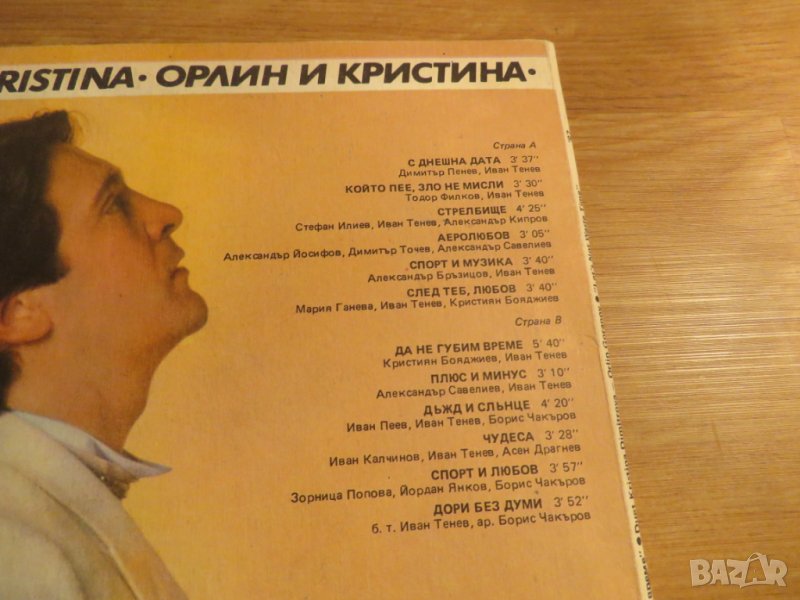 RISTINA · ОРЛИН И КРИСТИНА ·
Страна А
С ДНЕШНА ДАТА 3' 37"
Димитър Пенев, Иван Тенев
КОЙТО ПЕЕ, ЗЛО НЕ МИСЛИ 3' 30"
Тодор Филков, Иван Тенев
СТРЕЛБИЩЕ 4' 25"
Стефан Илиев, Иван Тенев, Александър Кипров
АЕРОЛЮБОВ 3' 05"
Александър Йосифов, Димитър Точев, Александър Савелиев
СПОРТ И МУЗИКА 3' 40"
Александър Бръзицов, Иван Тенев
СЛЕД ТЕБ, ЛЮБОВ 3' 40"
Мария Ганева, Иван Тенев, Кристиян Бояджиев
Страна В
ДА НЕ ГУБИМ ВРЕМЕ 5' 40"
Кристиян Бояджиев, Иван Тенев
ПЛЮС И МИНУС 3' 10"
Александър Савелиев, Иван Тенев
ДЪЖД И СЛЪНЦЕ 4' 20"
Иван Пеев, Иван Тенев, Борис Чакъров
ЧУДЕСА 3' 28"
Иван Калчинов, Иван Тенев, Асен Драгнев
СПОРТ И ЛЮБОВ 3' 57"
Зорница Попова, Йордан Янков, Борис Чакъров
ДОРИ БЕЗ ДУМИ 3' 52"
б. т. Иван Тенев, ар. Борис Чакъров
BAZAR